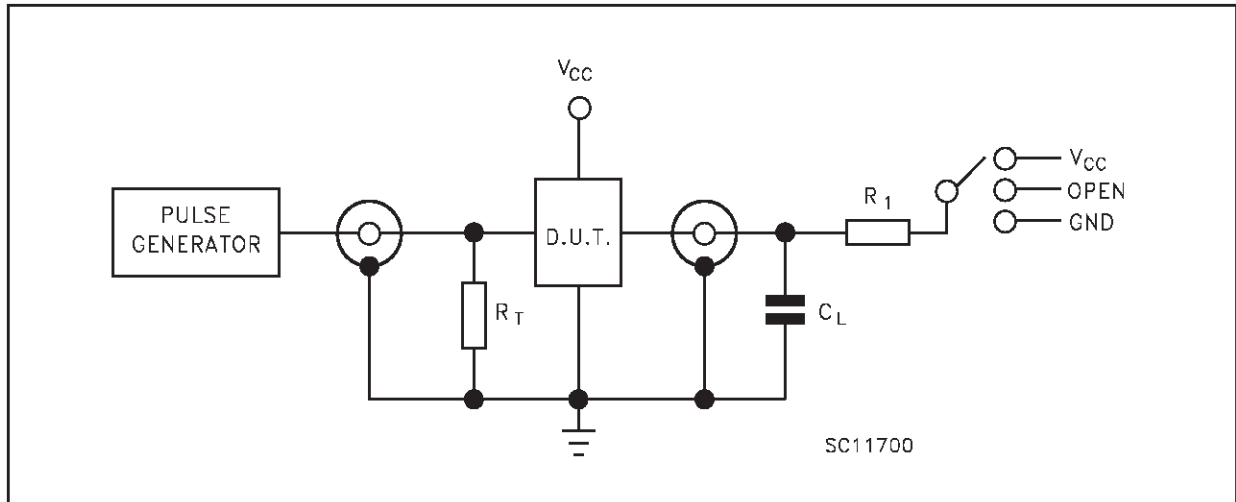 VCC
PULSE
GENERATOR
D.U.T.
RT
CL
R1
VCC
OPEN
GND
SC11700